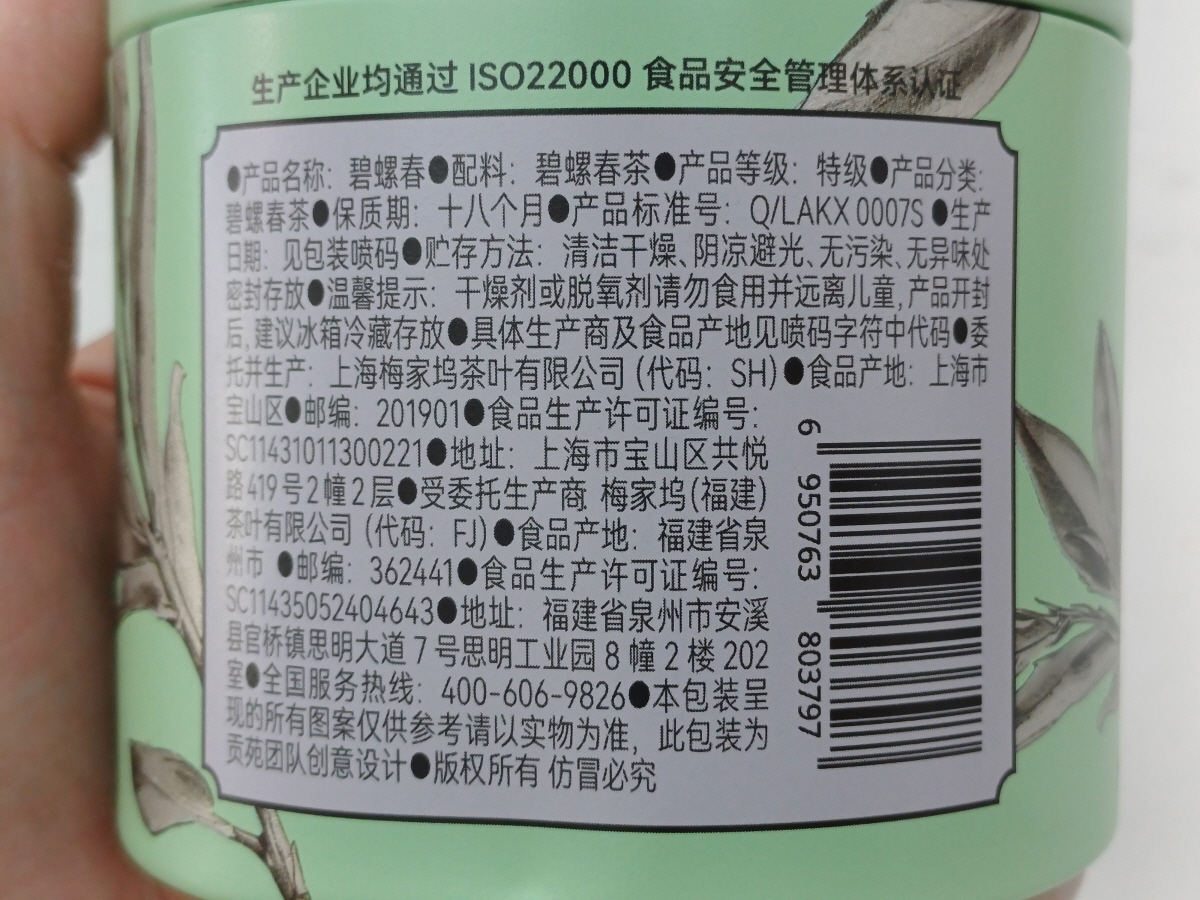 生产企业均通过 ISO22000 食品安全管理体系认证
●产品名称：碧螺春●配料：碧螺春茶●产品等级：特级●产品分类：
碧螺春茶●保质期：十八个月●产品标准号：Q/LAKX 0007S ●生产
日期：见包装喷码●贮存方法：清洁干燥、阴凉避光、无污染、无异味处
密封存放●温馨提示：干燥剂或脱氧剂请勿食用并远离儿童,产品开封
后,建议冰箱冷藏存放●具体生产商及食品产地见喷码字符中代码●委
托并生产：上海梅家坞茶叶有限公司 (代码：SH) ●食品产地：上海市
宝山区●邮编：201901●食品生产许可证编号：
SC11431011300221●地址：上海市宝山区共悦
路419号2幢2层●受委托生产商 梅家坞(福建)
茶叶有限公司 (代码：FJ) ●食品产地：福建省泉
州市 ●邮编：362441●食品生产许可证编号：
SC11435052404643●地址：福建省泉州市安溪
县官桥镇思明大道 7 号思明工业园 8 幢 2 楼 202
室●全国服务热线：400-606-9826●本包装呈
现的所有图案仅供参考请以实物为准，此包装为
贡苑团队创意设计●版权所有 仿冒必究
6 950763 803797